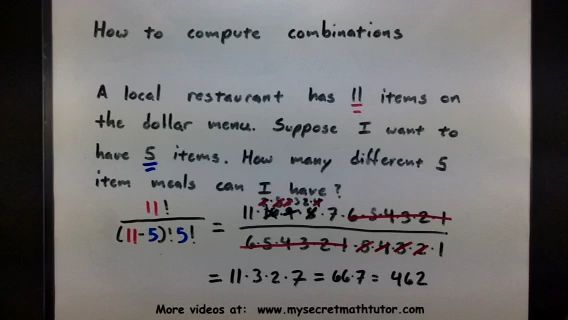 How to compute combinations
A local restaurant has 11 items on
the dollar menu. Suppose I want to
have 5 items. How many different 5
item meals can I have?
11! / (11-5)!5! = 11·10·9·8·7·6·5·4·3·2·1 / 6·5·4·3·2·1·5·4·3·2·1
= 11·3·2·7 = 66·7 = 462
More videos at: www.mysecretmathtutor.com